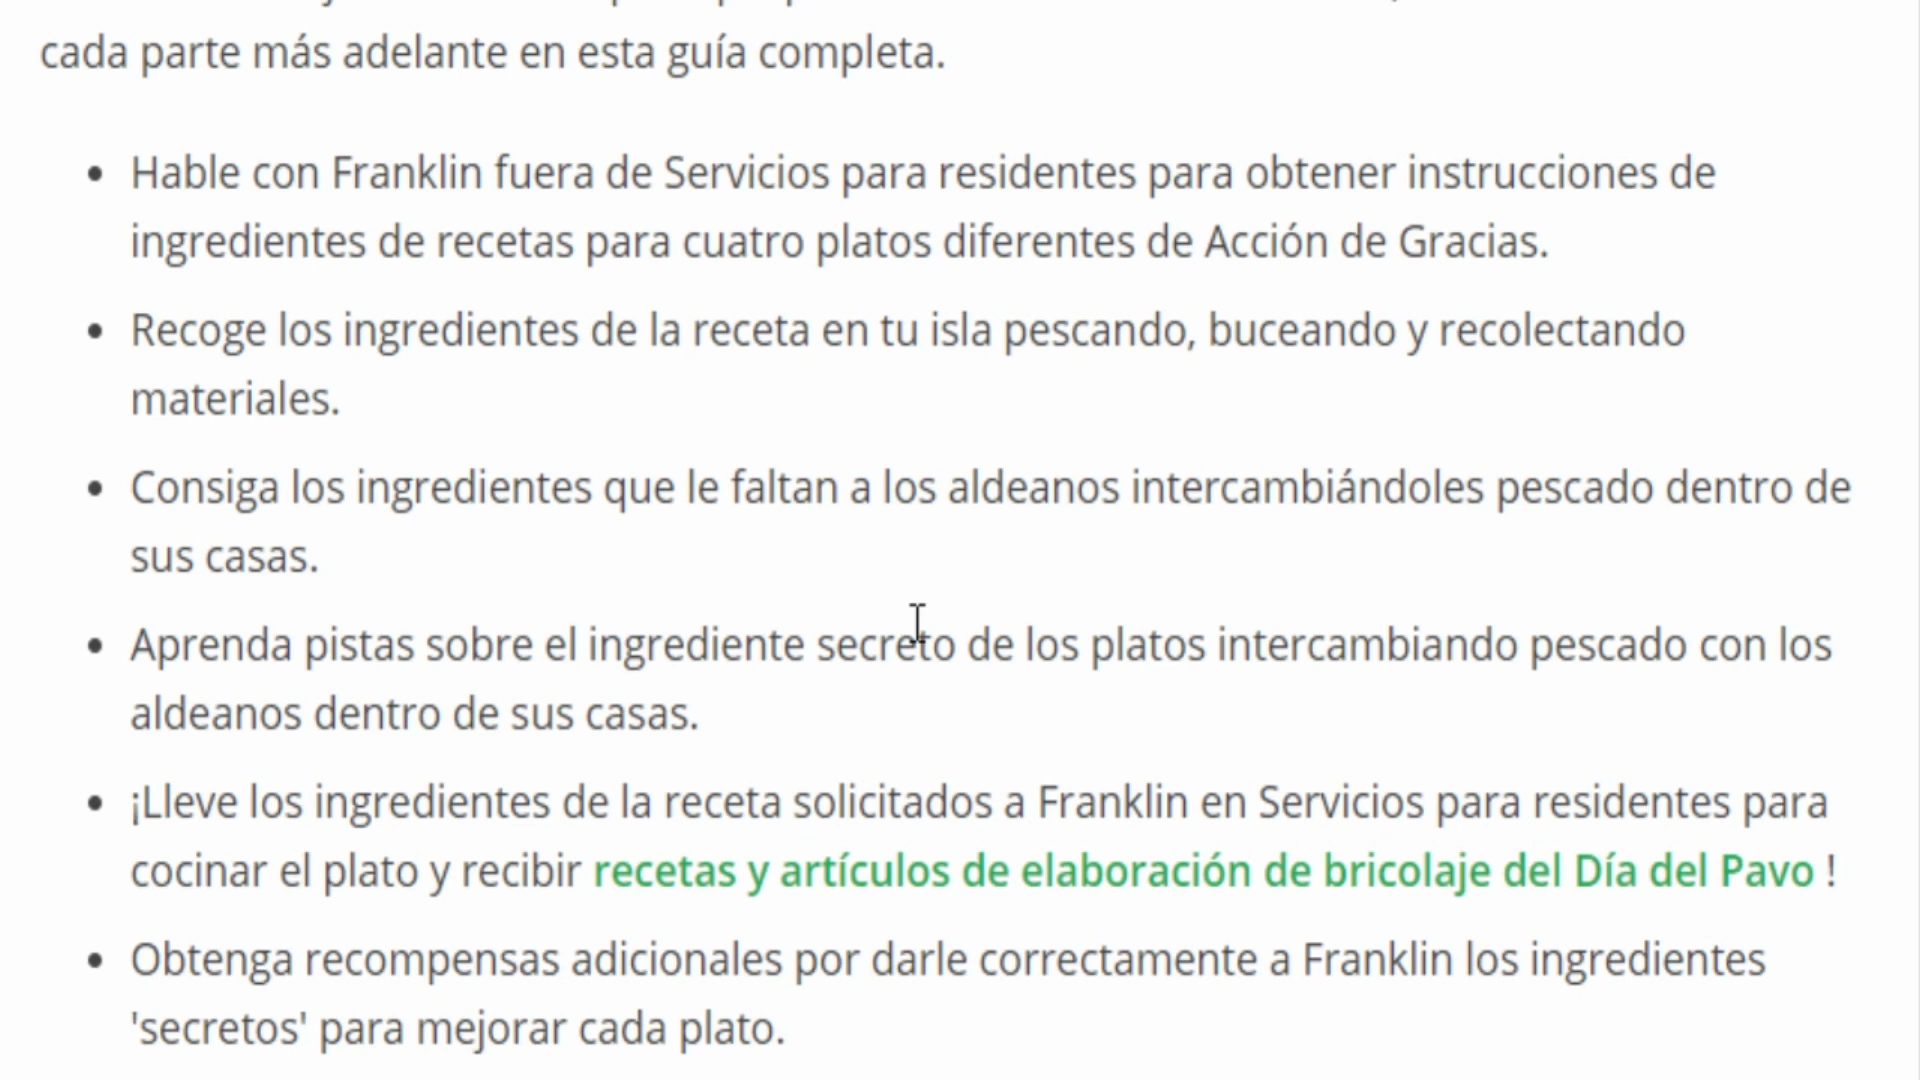 cada parte más adelante en esta guía completa.
• Hable con Franklin fuera de Servicios para residentes para obtener instrucciones de
ingredientes de recetas para cuatro platos diferentes de Acción de Gracias.
• Recoge los ingredientes de la receta en tu isla pescando, buceando y recolectando
materiales.
• Consiga los ingredientes que le faltan a los aldeanos intercambiándoles pescado dentro de
sus casas.
• Aprenda pistas sobre el ingrediente secreto de los platos intercambiando pescado con los
aldeanos dentro de sus casas.
• ¡Lleve los ingredientes de la receta solicitados a Franklin en Servicios para residentes para
cocinar el plato y recibir recetas y artículos de elaboración de bricolaje del Día del Pavo !
• Obtenga recompensas adicionales por darle correctamente a Franklin los ingredientes
'secretos' para mejorar cada plato.